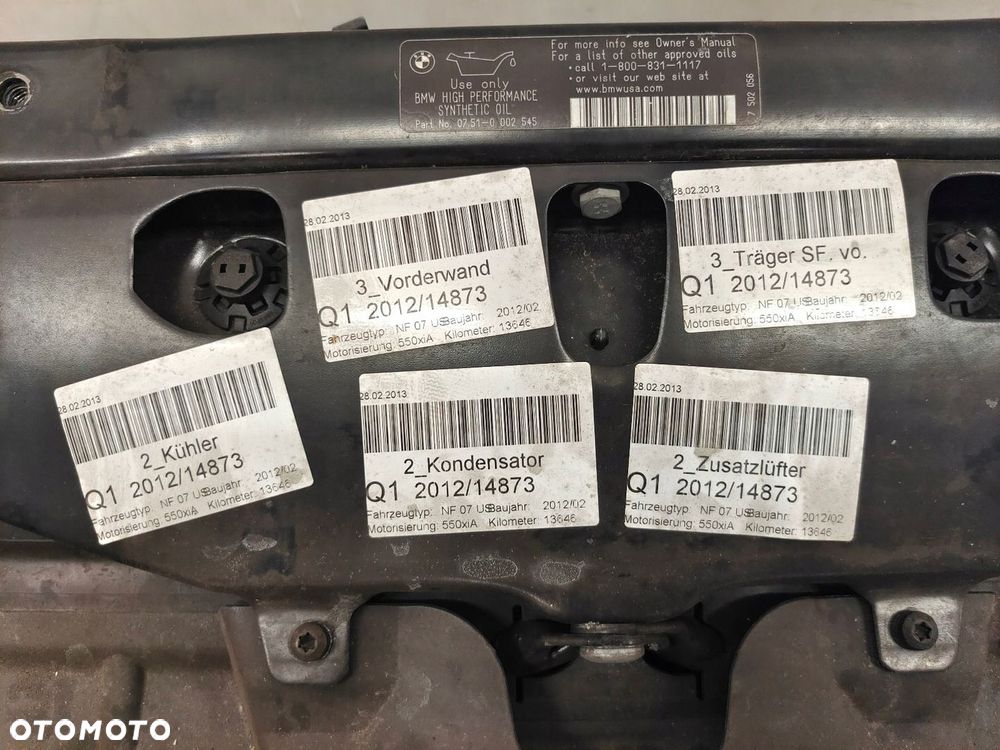 BMW
Use only
BMW HIGH PERFORMANCE
SYNTHETIC OIL
Part No. 07 51-0 002 545
For more info see Owner's Manual
For a list of other approved oils
• call 1-800-831-1117
• or visit our web site at
www.bmwusa.com
7 502 056
28.02.2013
3_Vorderwand
Q1 2012/14873
Fahrzeugtyp: NF 07 US Baujahr: 2012/02
Motorisierung: 550xiA Kilometer: 13646
28.02.2013
3_Träger SF. vo.
Q1 2012/14873
Fahrzeugtyp: NF 07 US Baujahr: 2012/02
Motorisierung: 550xiA Kilometer: 13646
28.02.2013
2_Kühler
Q1 2012/14873
Fahrzeugtyp: NF 07 US Baujahr: 2012/02
Motorisierung: 550xiA Kilometer: 13646
28.02.2013
2_Kondensator
Q1 2012/14873
Fahrzeugtyp: NF 07 US Baujahr: 2012/02
Motorisierung: 550xiA Kilometer: 13646
28.02.2013
2_Zusatzlüfter
Q1 2012/14873
Fahrzeugtyp: NF 07 US Baujahr: 2012/02
Motorisierung: 550xiA Kilometer: 13646
OTOMOTO